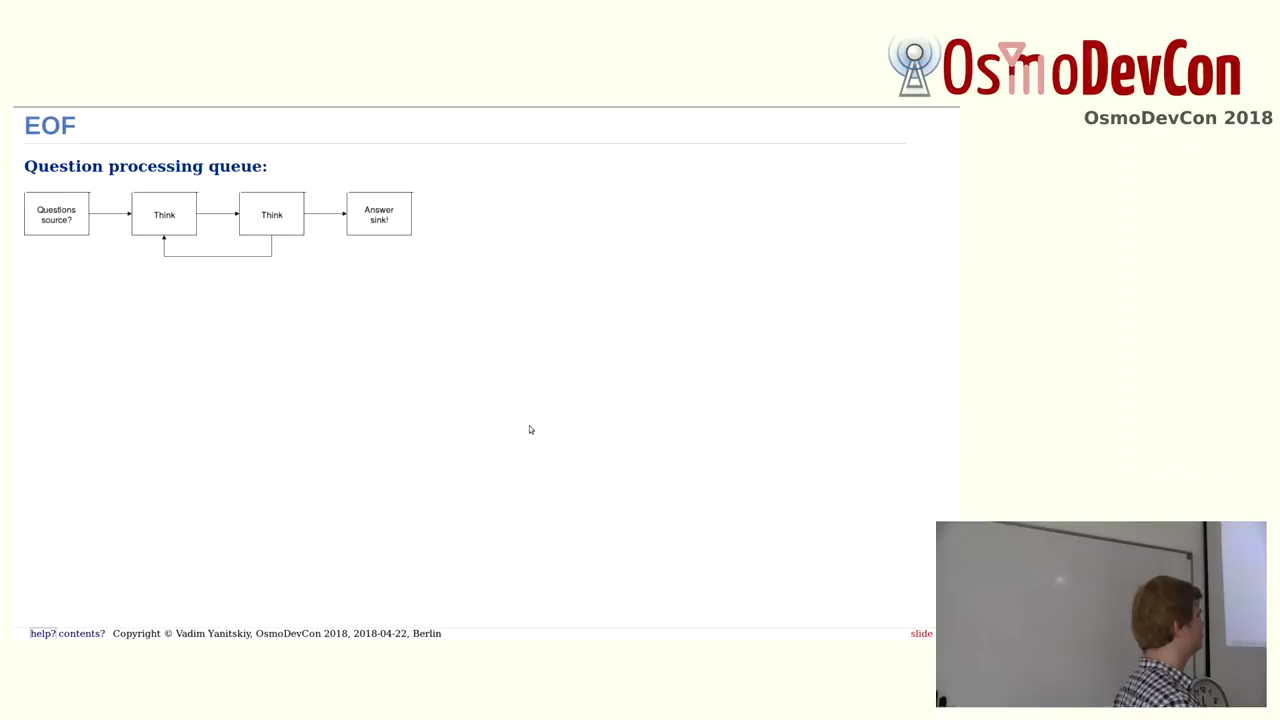 OsmoDevCon
OsmoDevCon 2018
EOF
Question processing queue:
Questions
source?
Think
Think
Answer
sink!
help? contents? Copyright © Vadim Yanitskiy, OsmoDevCon 2018, 2018-04-22, Berlin
slide